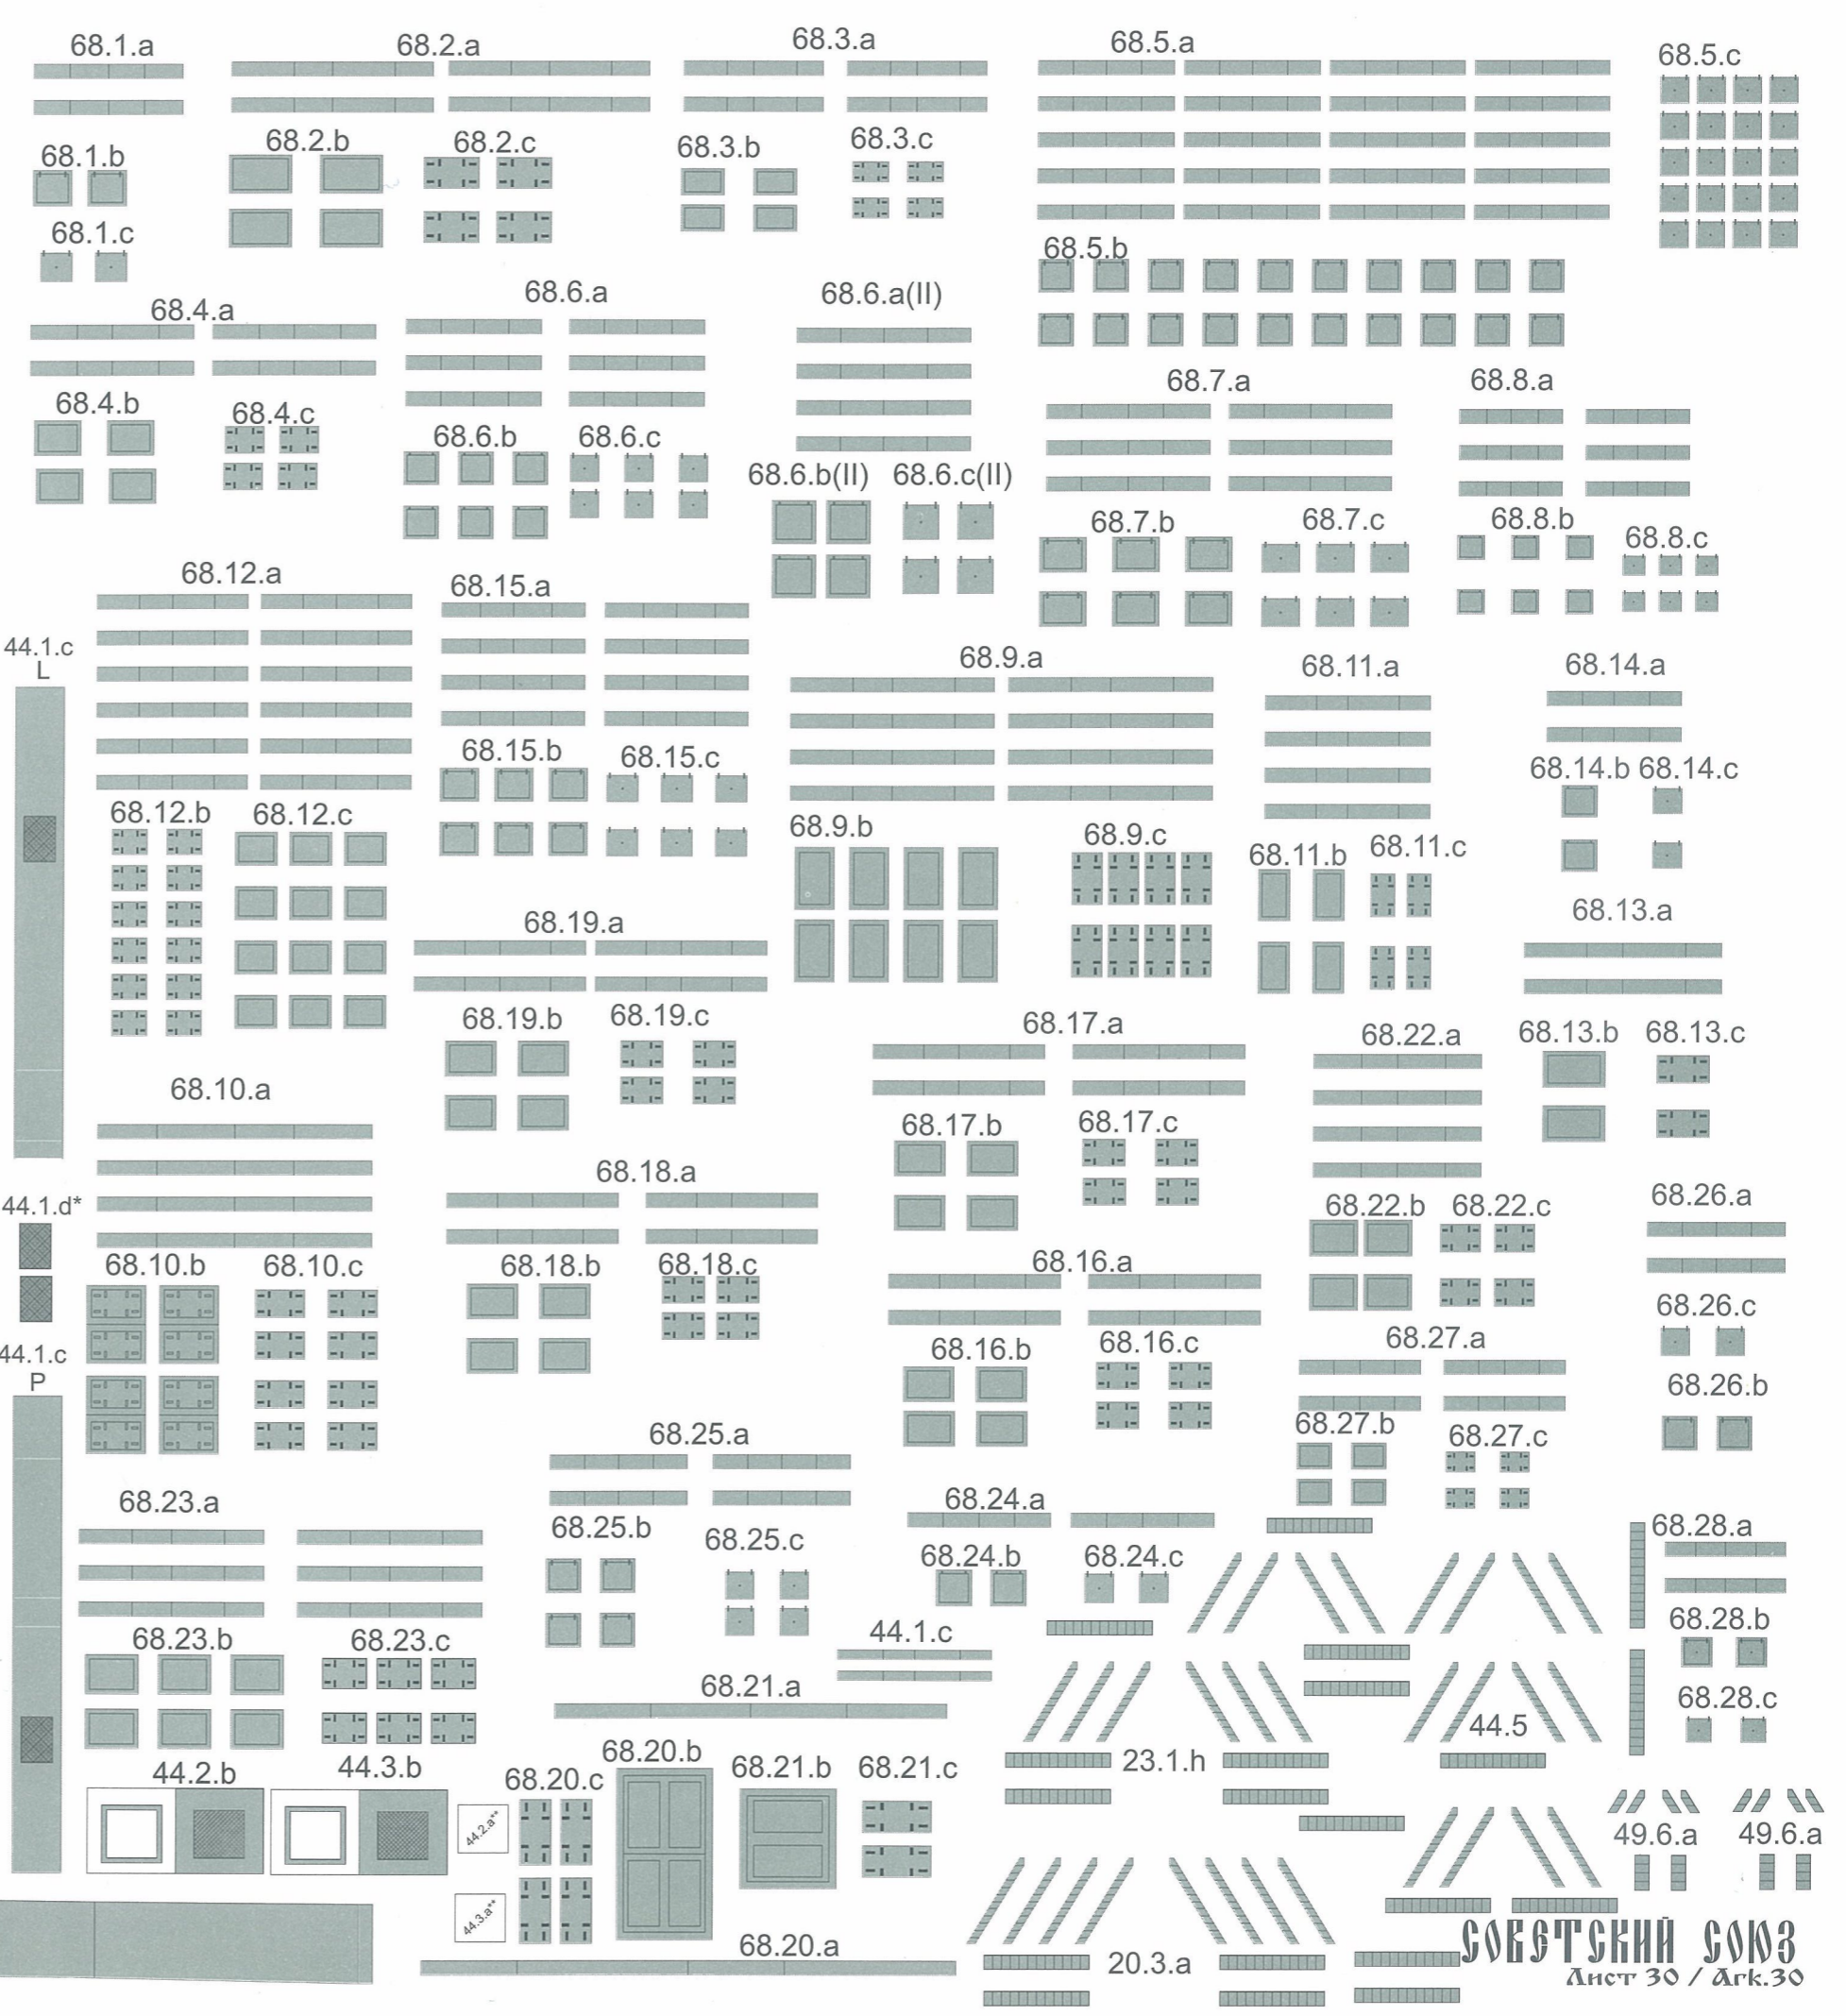 68.1.a
68.2.a
68.3.a
68.5.a
68.5.c
68.1.b
68.2.b
68.2.c
68.3.b
68.3.c
68.1.c
68.5.b
68.4.a
68.6.a
68.6.a(II)
68.7.a
68.8.a
68.4.b
68.4.c
68.6.b
68.6.c
68.6.b(II)
68.6.c(II)
68.7.b
68.7.c
68.8.b
68.8.c
68.12.a
68.15.a
44.1.c
L
68.9.a
68.11.a
68.14.a
68.15.b
68.15.c
68.14.b
68.14.c
68.12.b
68.12.c
68.9.b
68.9.c
68.11.b
68.11.c
68.19.a
68.13.a
68.19.b
68.19.c
68.17.a
68.22.a
68.13.b
68.13.c
68.10.a
68.17.b
68.17.c
68.18.a
44.1.d*
68.22.b
68.22.c
68.26.a
68.10.b
68.10.c
68.18.b
68.18.c
68.16.a
68.26.c
44.1.c
P
68.16.b
68.16.c
68.27.a
68.26.b
68.25.a
68.27.b
68.27.c
68.23.a
68.24.a
68.25.b
68.25.c
68.24.b
68.24.c
68.28.a
68.23.b
68.23.c
44.1.c
68.28.b
68.21.a
68.28.c
44.5
44.2.b
44.3.b
68.20.c
68.20.b
68.21.b
68.21.c
23.1.h
44.2.a**
49.6.a
49.6.a
44.3.a**
68.20.a
20.3.a
СОВЕТСКИЙ СОЮЗ
Лист 30 / Ark.30